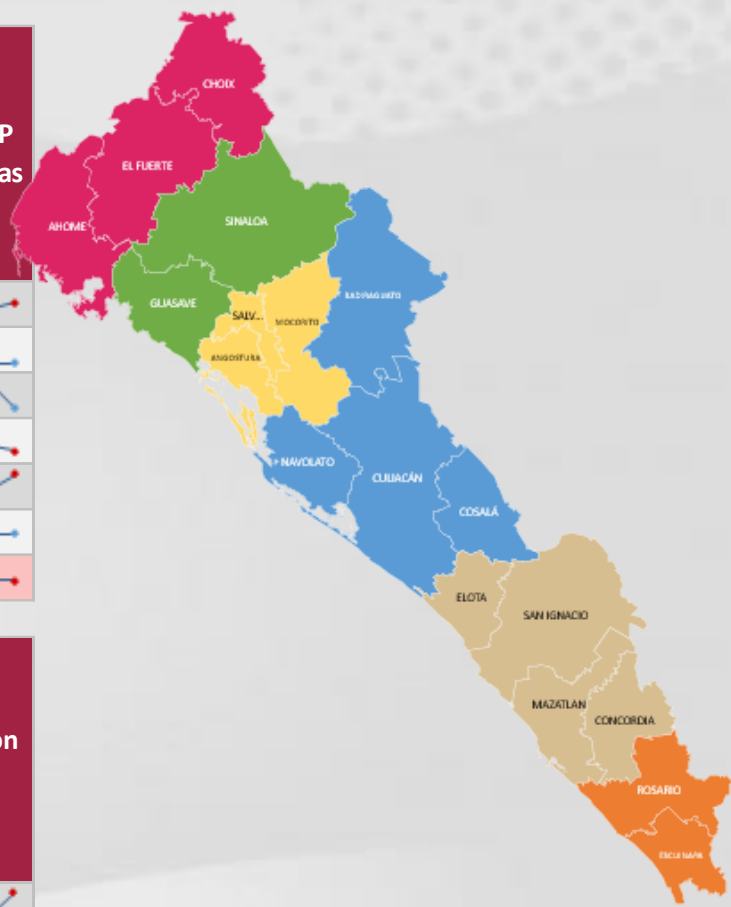 P
as
on
CHOIX
EL FUERTE
AHOME
SINALOA
GUASAVE
SALV...
MOCORITO
BADIRAGUATO
ANGOSTURA
NAVOLATO
CULIACÁN
COSALÁ
ELOTA
SAN IGNACIO
MAZATLAN
CONCORDIA
ROSARIO
ESCUINAPA